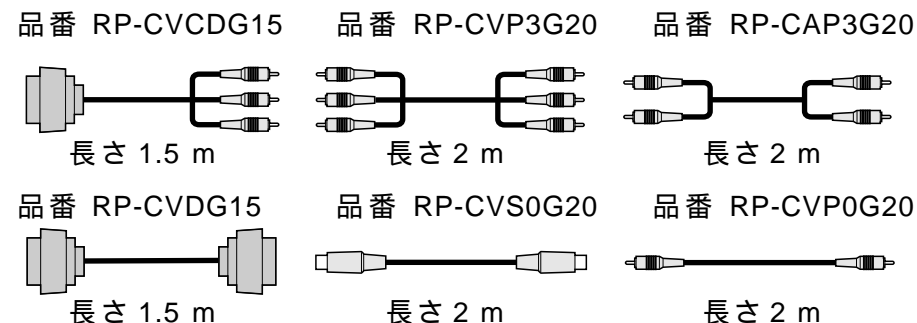 品番 RP-CVCDG15 品番 RP-CVP3G20 品番 RP-CAP3G20
長さ 1.5 m 長さ 2 m 長さ 2 m
品番 RP-CVDG15 品番 RP-CVS0G20 品番 RP-CVP0G20
長さ 1.5 m 長さ 2 m 長さ 2 m